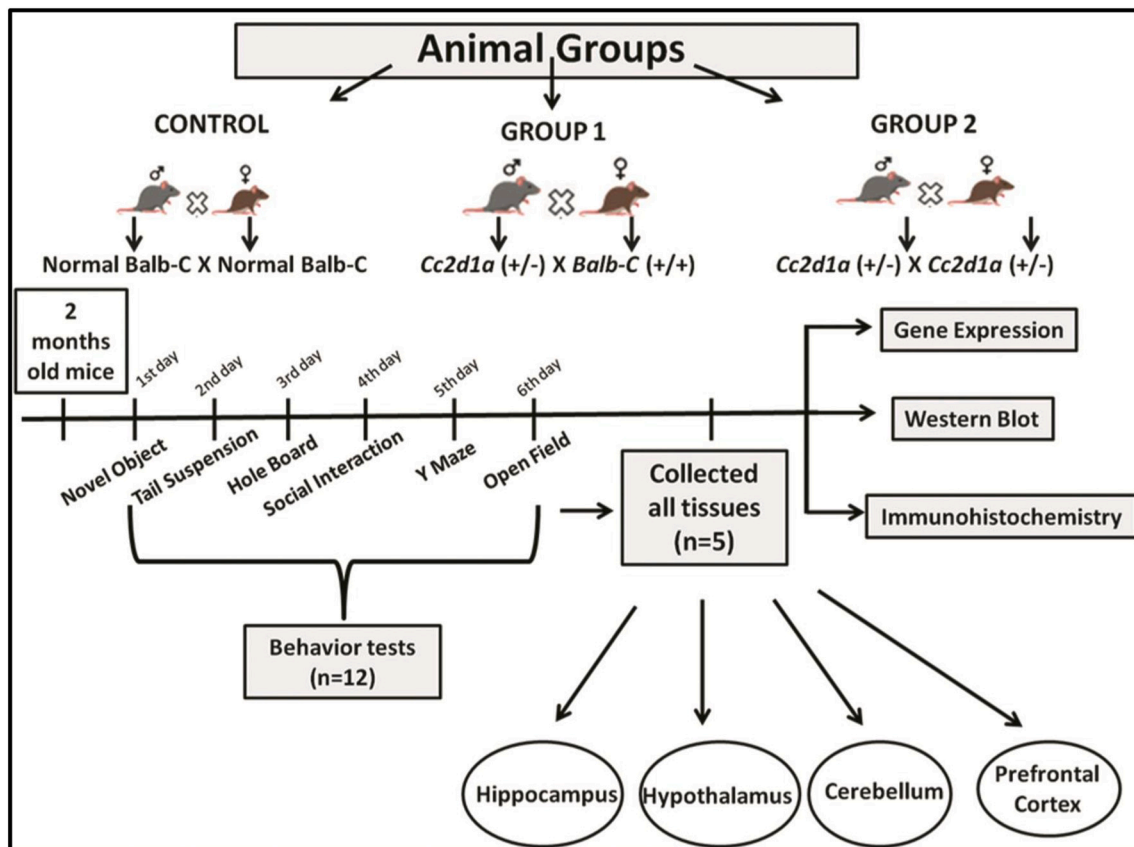 Animal Groups
CONTROL
GROUP 1
GROUP 2
♂ ♀
♂ ♀
♂ ♀
Normal Balb-C X Normal Balb-C
Cc2d1a (+/-) X Balb-C (+/+)
Cc2d1a (+/-) X Cc2d1a (+/-)
2
months
old mice
1st day
2nd day
3rd day
4th day
5th day
6th day
Novel Object
Tail Suspension
Hole Board
Social Interaction
Y Maze
Open Field
Behavior tests
(n=12)
Collected
all tissues
(n=5)
Gene Expression
Western Blot
Immunohistochemistry
Hippocampus
Hypothalamus
Cerebellum
Prefrontal
Cortex